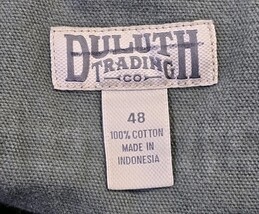 DULUTH
TRADING
CO
48
100% COTTON
MADE IN
INDONESIA